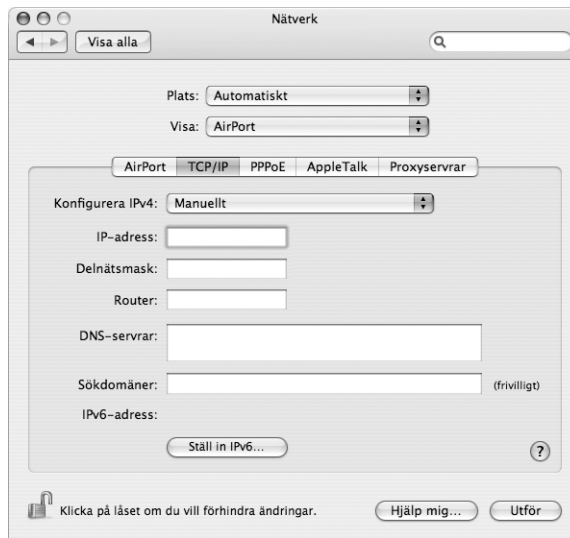 Nätverk
Visa alla
Plats: Automatiskt
Visa: AirPort
AirPort TCP/IP PPPoE AppleTalk Proxyservrar
Konfigurera IPv4: Manuellt
IP-adress:
Delnätsmask:
Router:
DNS-servrar:
Sökdomäner: (frivilligt)
IPv6-adress:
Ställ in IPv6...
?
Klicka på låset om du vill förhindra ändringar. Hjälp mig... Utför